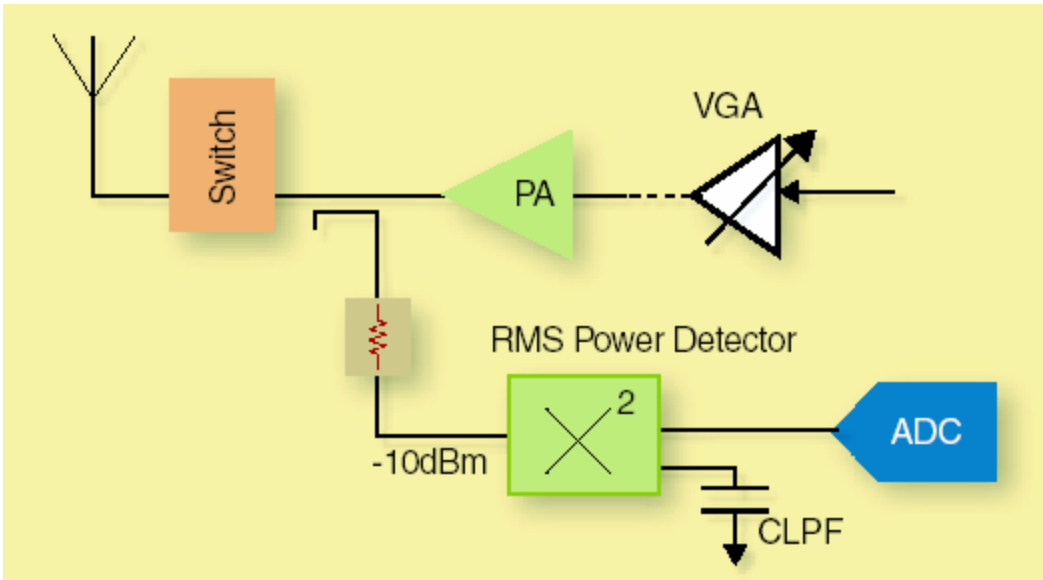 VGA
Switch
PA
RMS Power Detector
2
ADC
-10dBm
CLPF